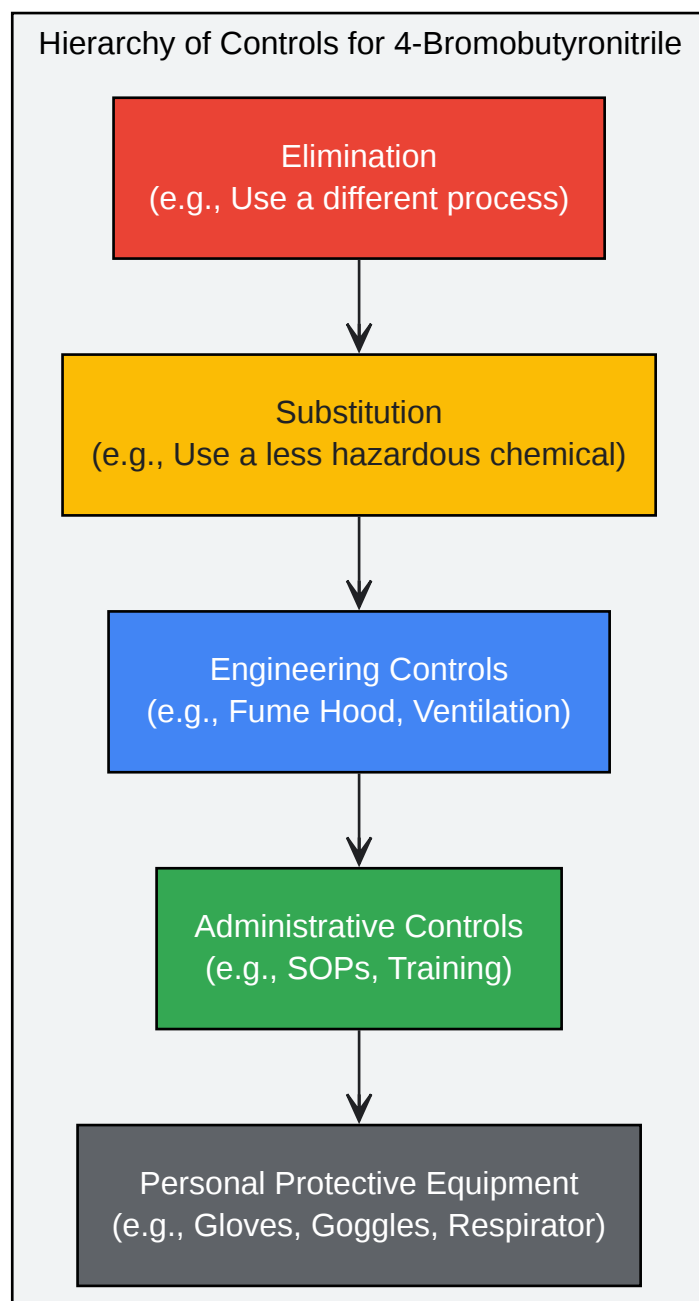 Hierarchy of Controls for 4-Bromobutyronitrile
Elimination
(e.g., Use a different process)
Substitution
(e.g., Use a less hazardous chemical)
Engineering Controls
(e.g., Fume Hood, Ventilation)
Administrative Controls
(e.g., SOPs, Training)
Personal Protective Equipment
(e.g., Gloves, Goggles, Respirator)